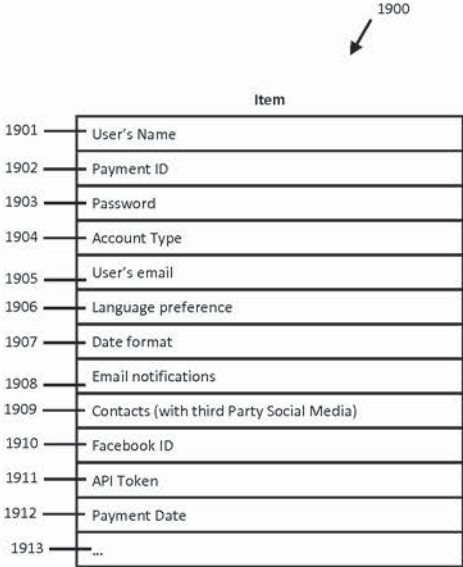 1900
Item
1901 User's Name
1902 Payment ID
1903 Password
1904 Account Type
1905 User's email
1906 Language preference
1907 Date format
1908 Email notifications
1909 Contacts (with third Party Social Media)
1910 Facebook ID
1911 API Token
1912 Payment Date
1913 ...